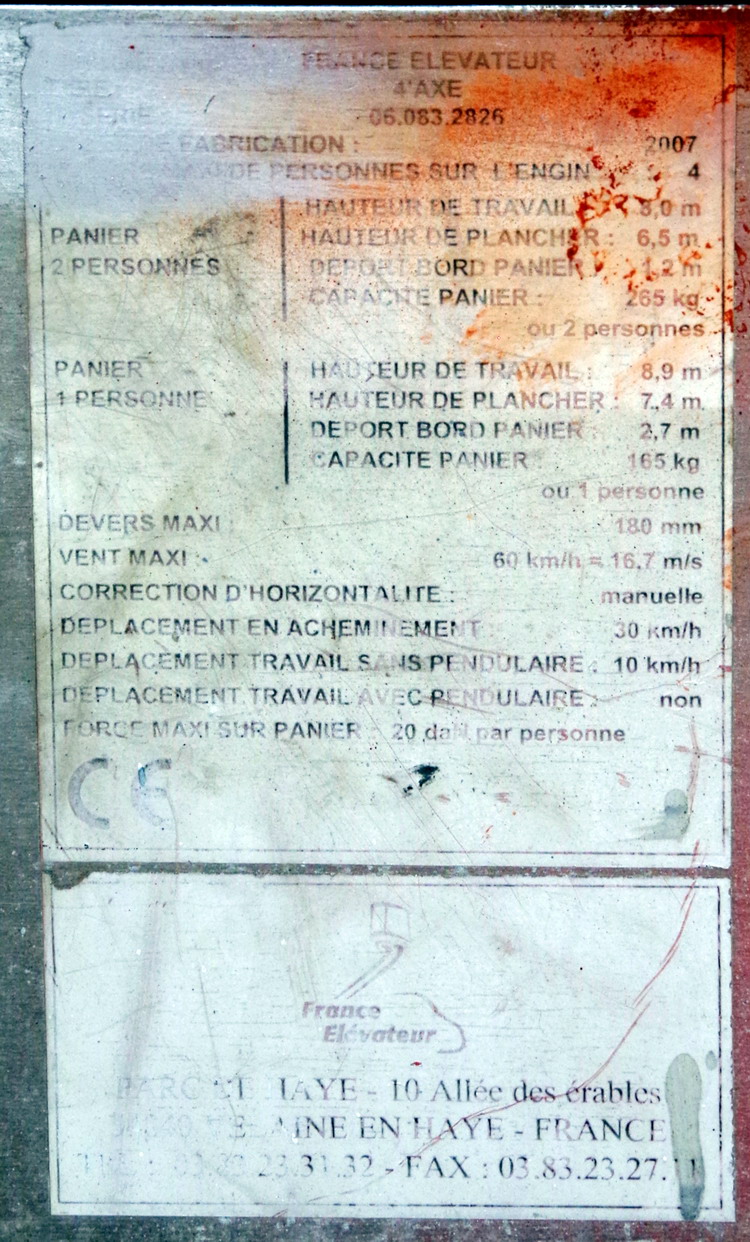 FRANCE ELEVATEUR
4'AXE
SERIE 06.083.2826
FABRICATION : 2007
DE PERSONNES SUR L'ENGIN 4
HAUTEUR DE TRAVAIL : 8,0 m
PANIER HAUTEUR DE PLANCHER : 6,5 m
2 PERSONNES DEPORT BORD PANIER : 1,2 m
CAPACITE PANIER : 265 kg
ou 2 personnes
PANIER HAUTEUR DE TRAVAIL : 8,9 m
1 PERSONNE HAUTEUR DE PLANCHER : 7,4 m
DEPORT BORD PANIER : 2,7 m
CAPACITE PANIER 165 kg
ou 1 personne
DEVERS MAXI : 180 mm
VENT MAXI : 60 km/h = 16,7 m/s
CORRECTION D'HORIZONTALITE : manuelle
DEPLACEMENT EN ACHEMINEMENT : 30 km/h
DEPLACEMENT TRAVAIL SANS PENDULAIRE : 10 km/h
DEPLACEMENT TRAVAIL AVEC PENDULAIRE : non
FORCE MAXI SUR PANIER : 20 daN par personne
CE
France
Elévateur
PARC DE HAYE - 10 Allée des érables
EN HAYE - FRANCE
23.31.32 - FAX : 03.83.23.27.